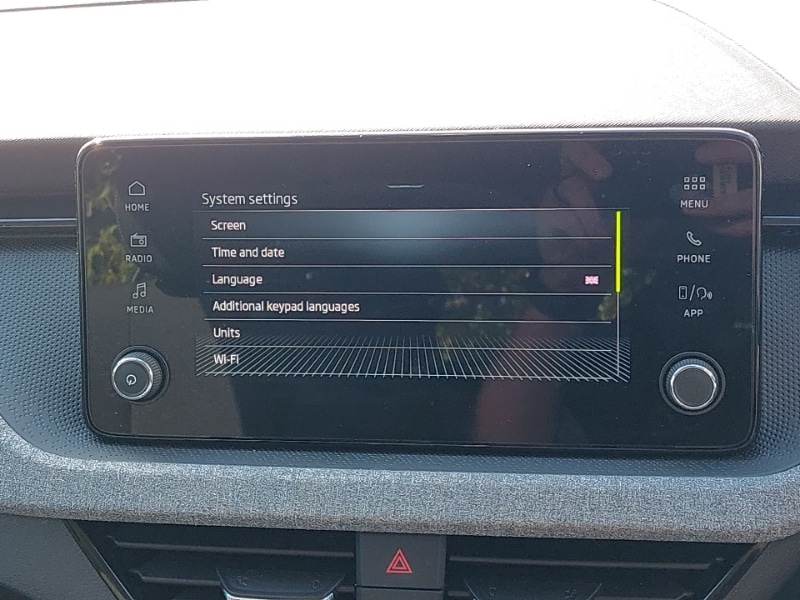 HOME
RADIO
MEDIA
System settings
Screen
Time and date
Language
Additional keypad languages
Units
Wi-Fi
MENU
PHONE
APP